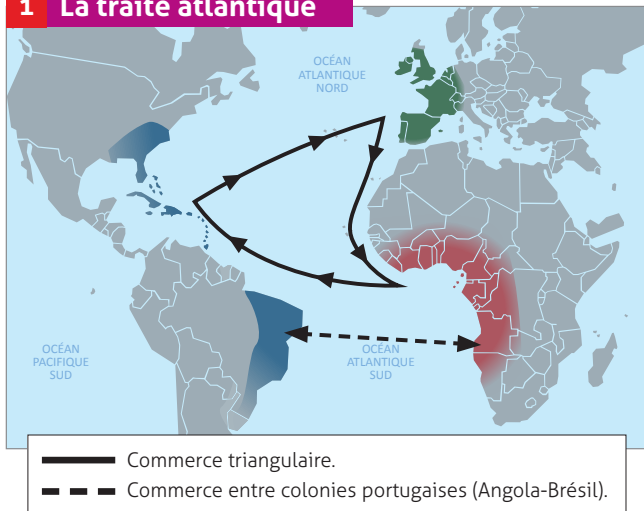 1 La traite atlantique
OCÉAN
ATLANTIQUE
NORD
OCÉAN
PACIFIQUE
SUD
OCÉAN
ATLANTIQUE
SUD
Commerce triangulaire.
Commerce entre colonies portugaises (Angola-Brésil).